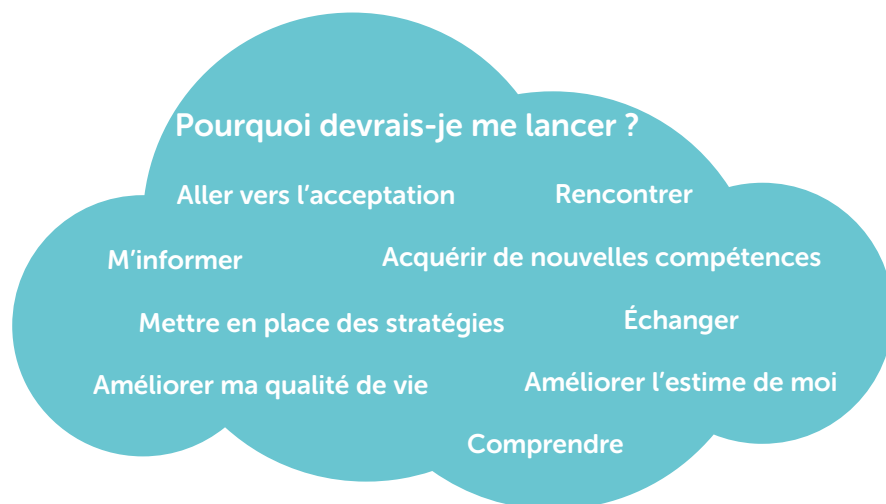 Pourquoi devrais-je me lancer ?
Aller vers l’acceptation
Rencontrer
M’informer
Acquérir de nouvelles compétences
Mettre en place des stratégies
Échanger
Améliorer ma qualité de vie
Améliorer l’estime de moi
Comprendre